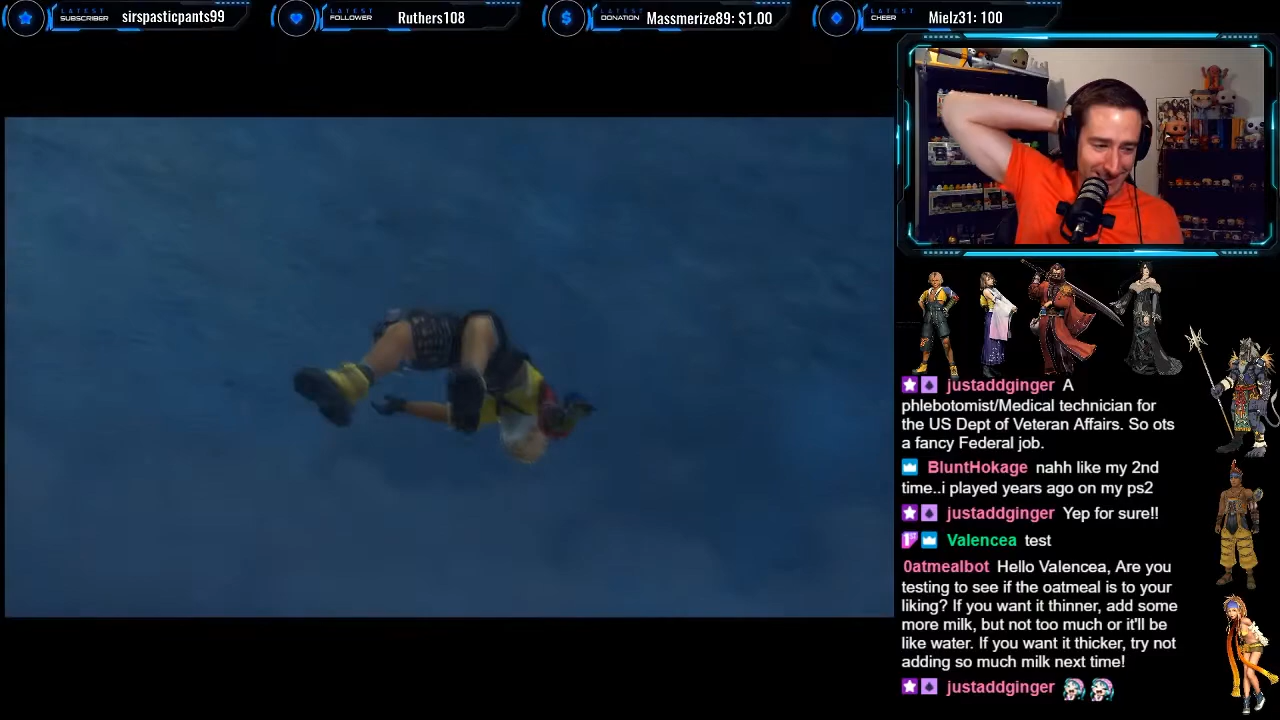 LATEST
SUBSCRIBER sirspasticpants99
LATEST
FOLLOWER Ruthers108
LATEST
DONATION Massmerize89: $1.00
LATEST
CHEER Mielz31: 100
justaddginger A
phlebotomist/Medical technician for
the US Dept of Veteran Affairs. So ots
a fancy Federal job.
BluntHokage nahh like my 2nd
time..i played years ago on my ps2
justaddginger Yep for sure!!
Valencea test
0atmealbot Hello Valencea, Are you
testing to see if the oatmeal is to your
liking? If you want it thinner, add some
more milk, but not too much or it'll be
like water. If you want it thicker, try not
adding so much milk next time!
justaddginger